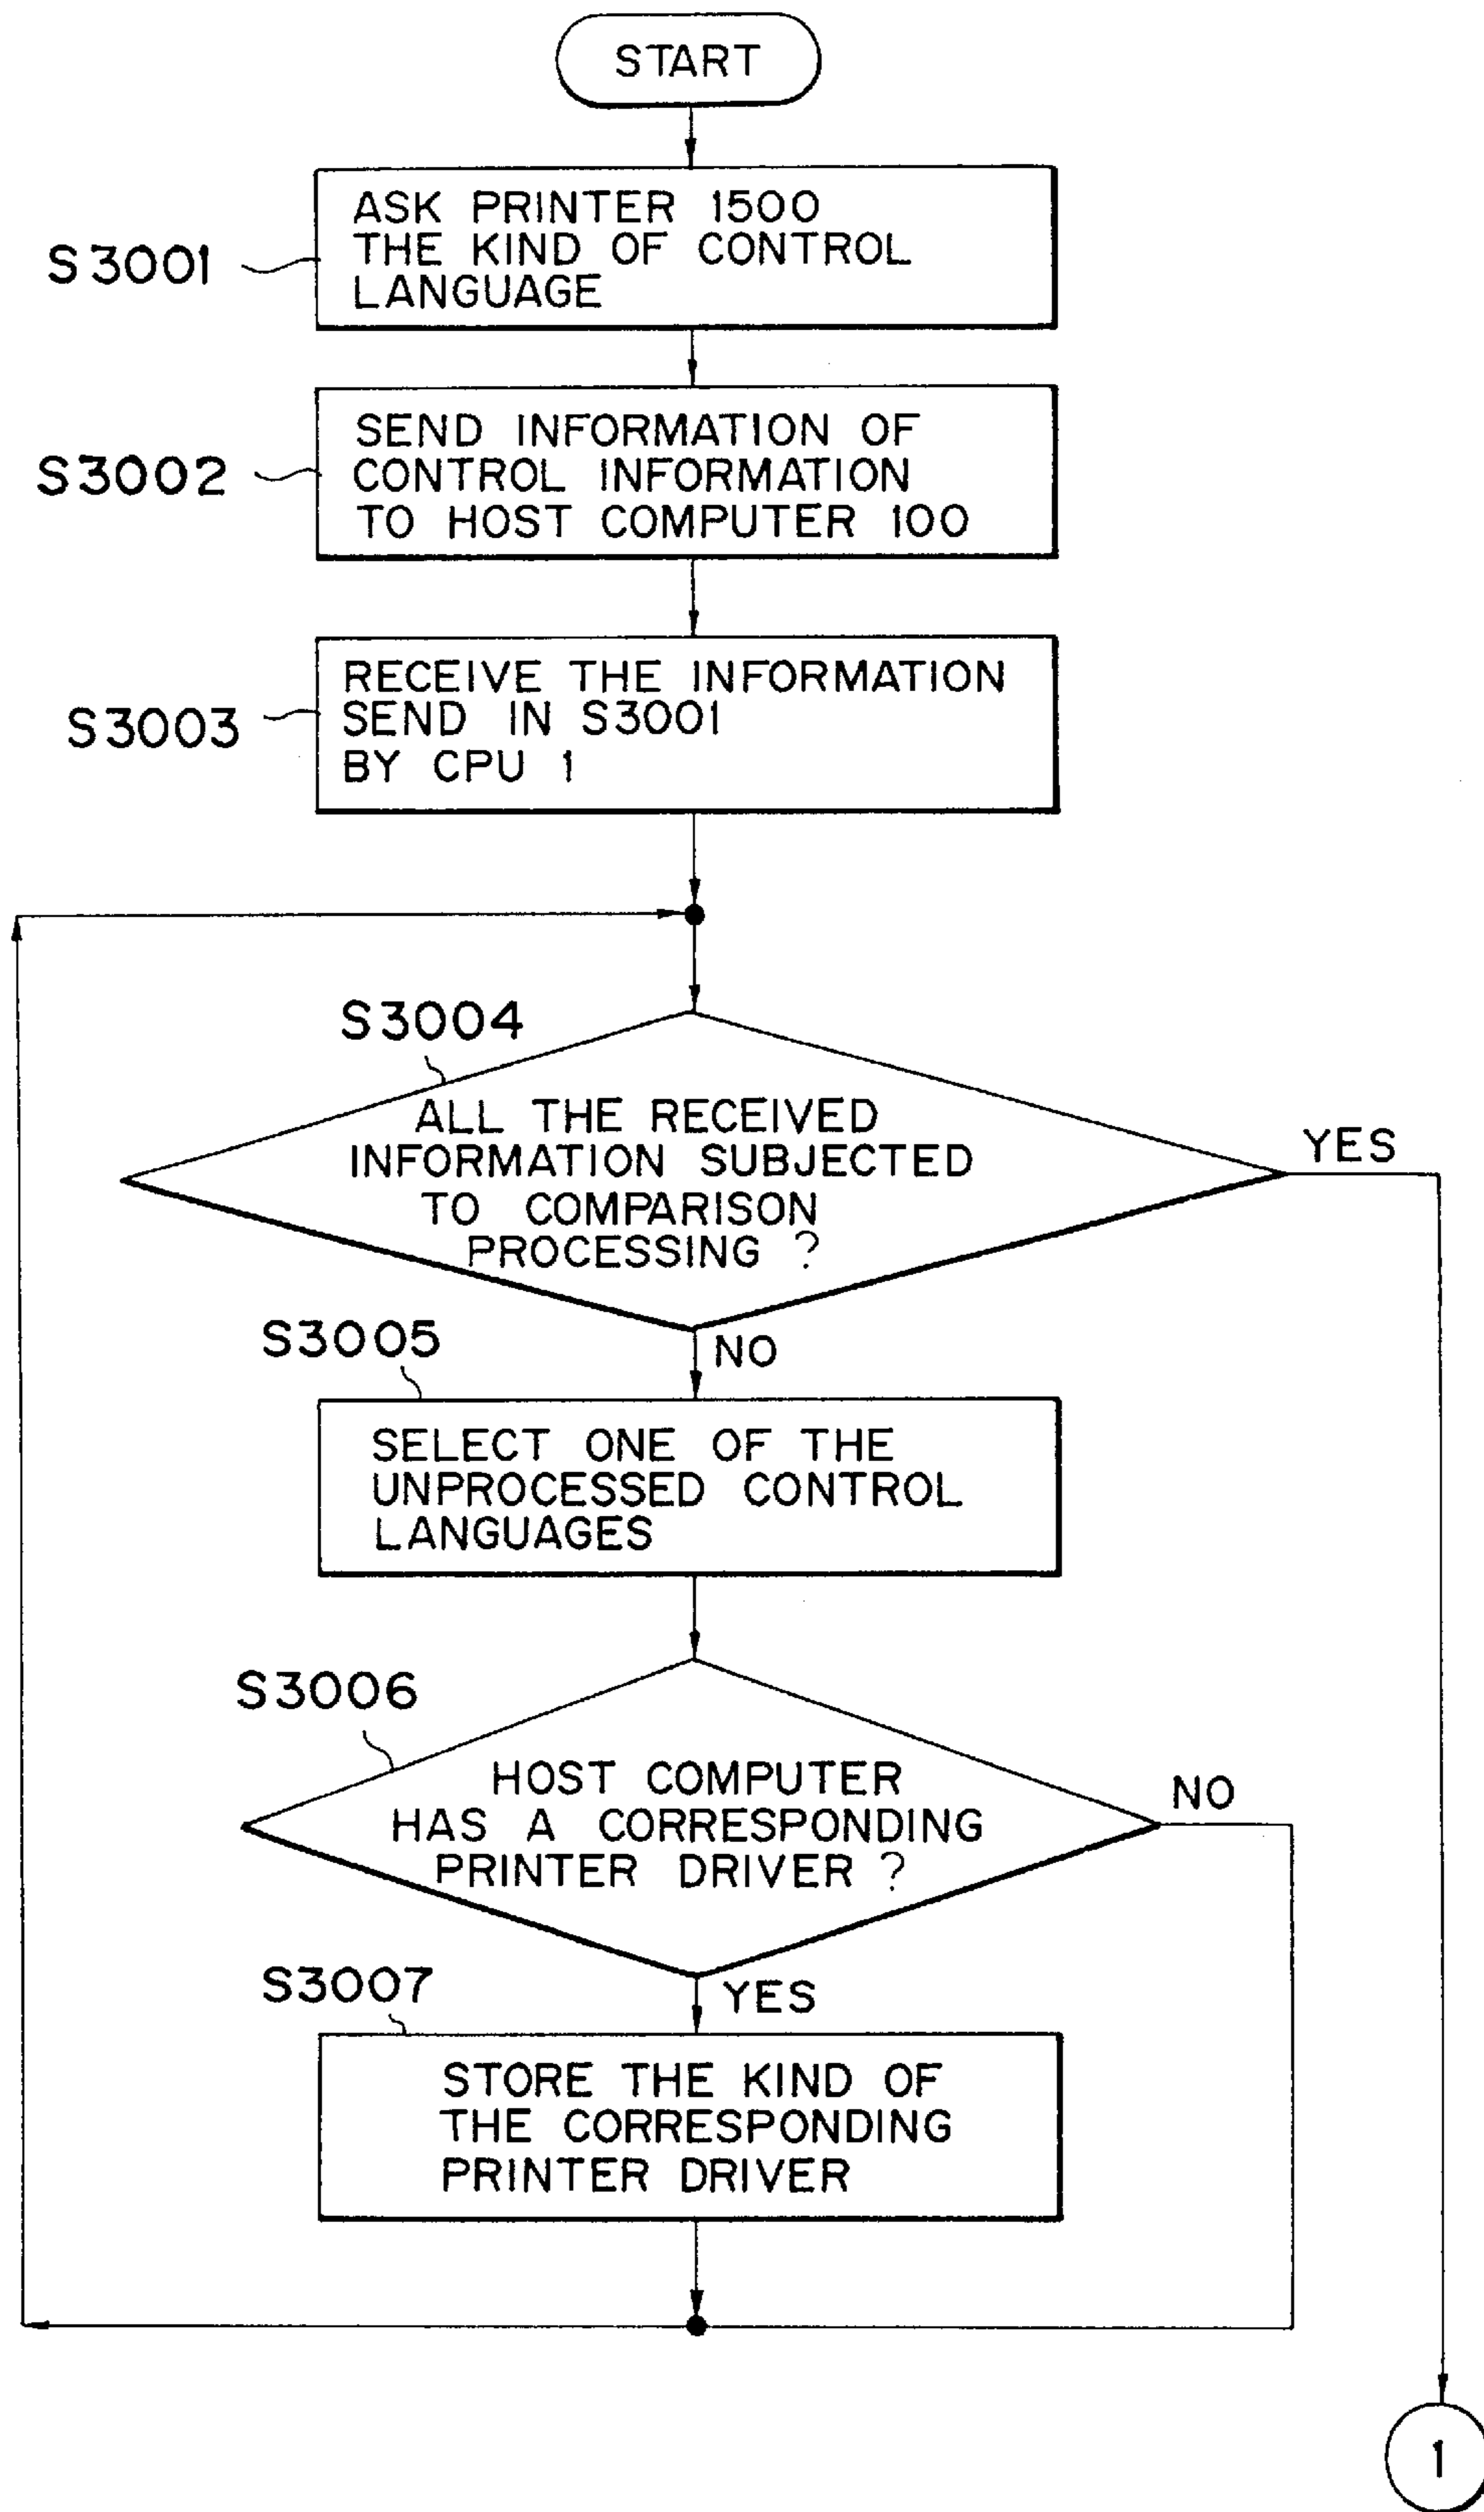 START
S3001
ASK PRINTER 1500
THE KIND OF CONTROL
LANGUAGE
S3002
SEND INFORMATION OF
CONTROL INFORMATION
TO HOST COMPUTER 100
S3003
RECEIVE THE INFORMATION
SEND IN S3001
BY CPU 1
S3004
ALL THE RECEIVED
INFORMATION SUBJECTED
TO COMPARISON
PROCESSING ?
YES
NO
S3005
SELECT ONE OF THE
UNPROCESSED CONTROL
LANGUAGES
S3006
HOST COMPUTER
HAS A CORRESPONDING
PRINTER DRIVER ?
NO
YES
S3007
STORE THE KIND OF
THE CORRESPONDING
PRINTER DRIVER
1